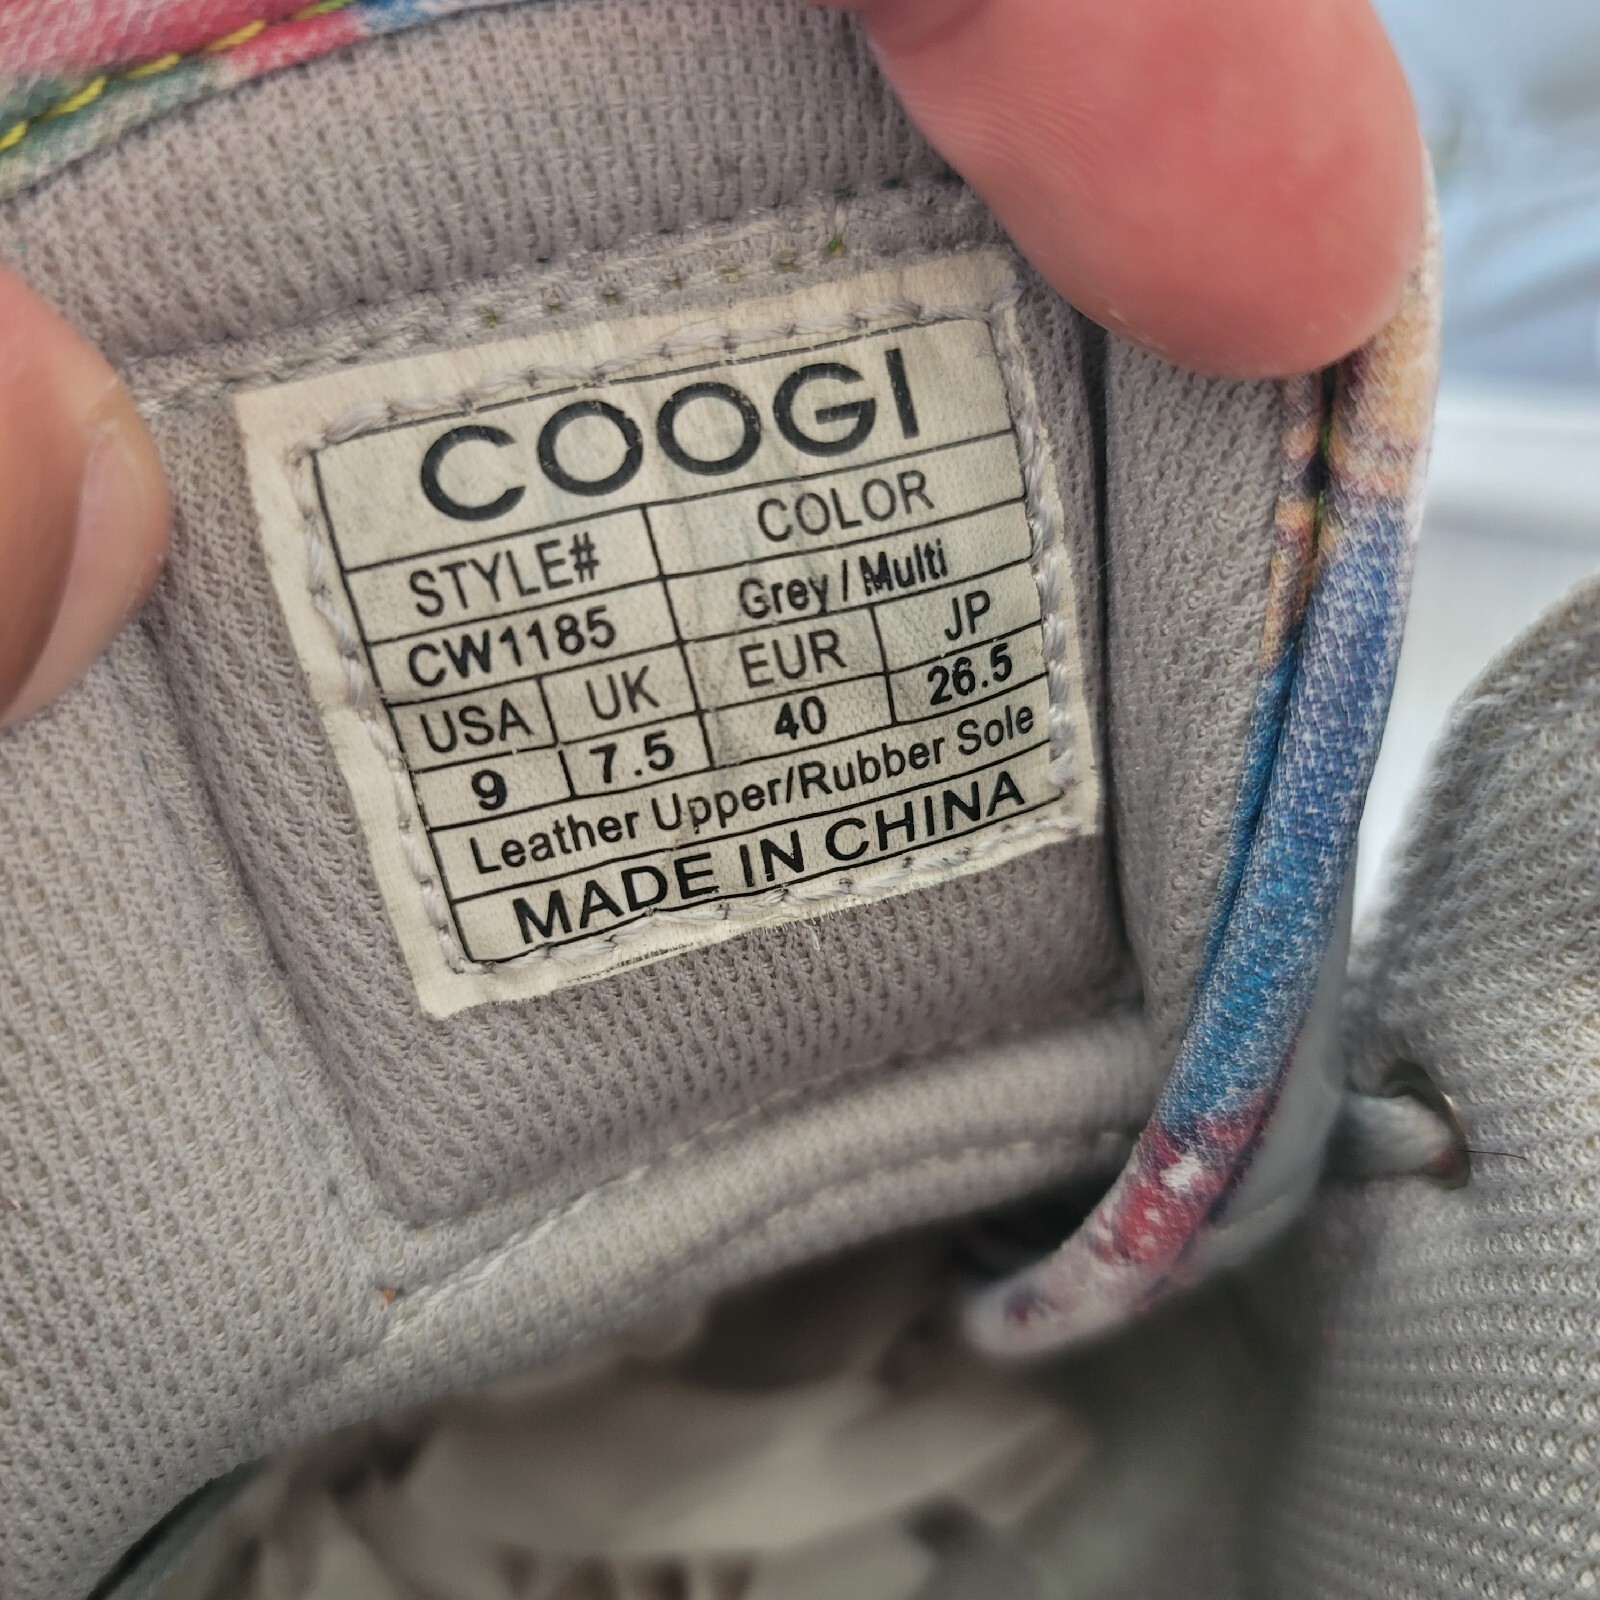 COOGI
STYLE# COLOR
CW1185 Grey / Multi
USA UK EUR JP
9 7.5 40 26.5
Leather Upper/Rubber Sole
MADE IN CHINA